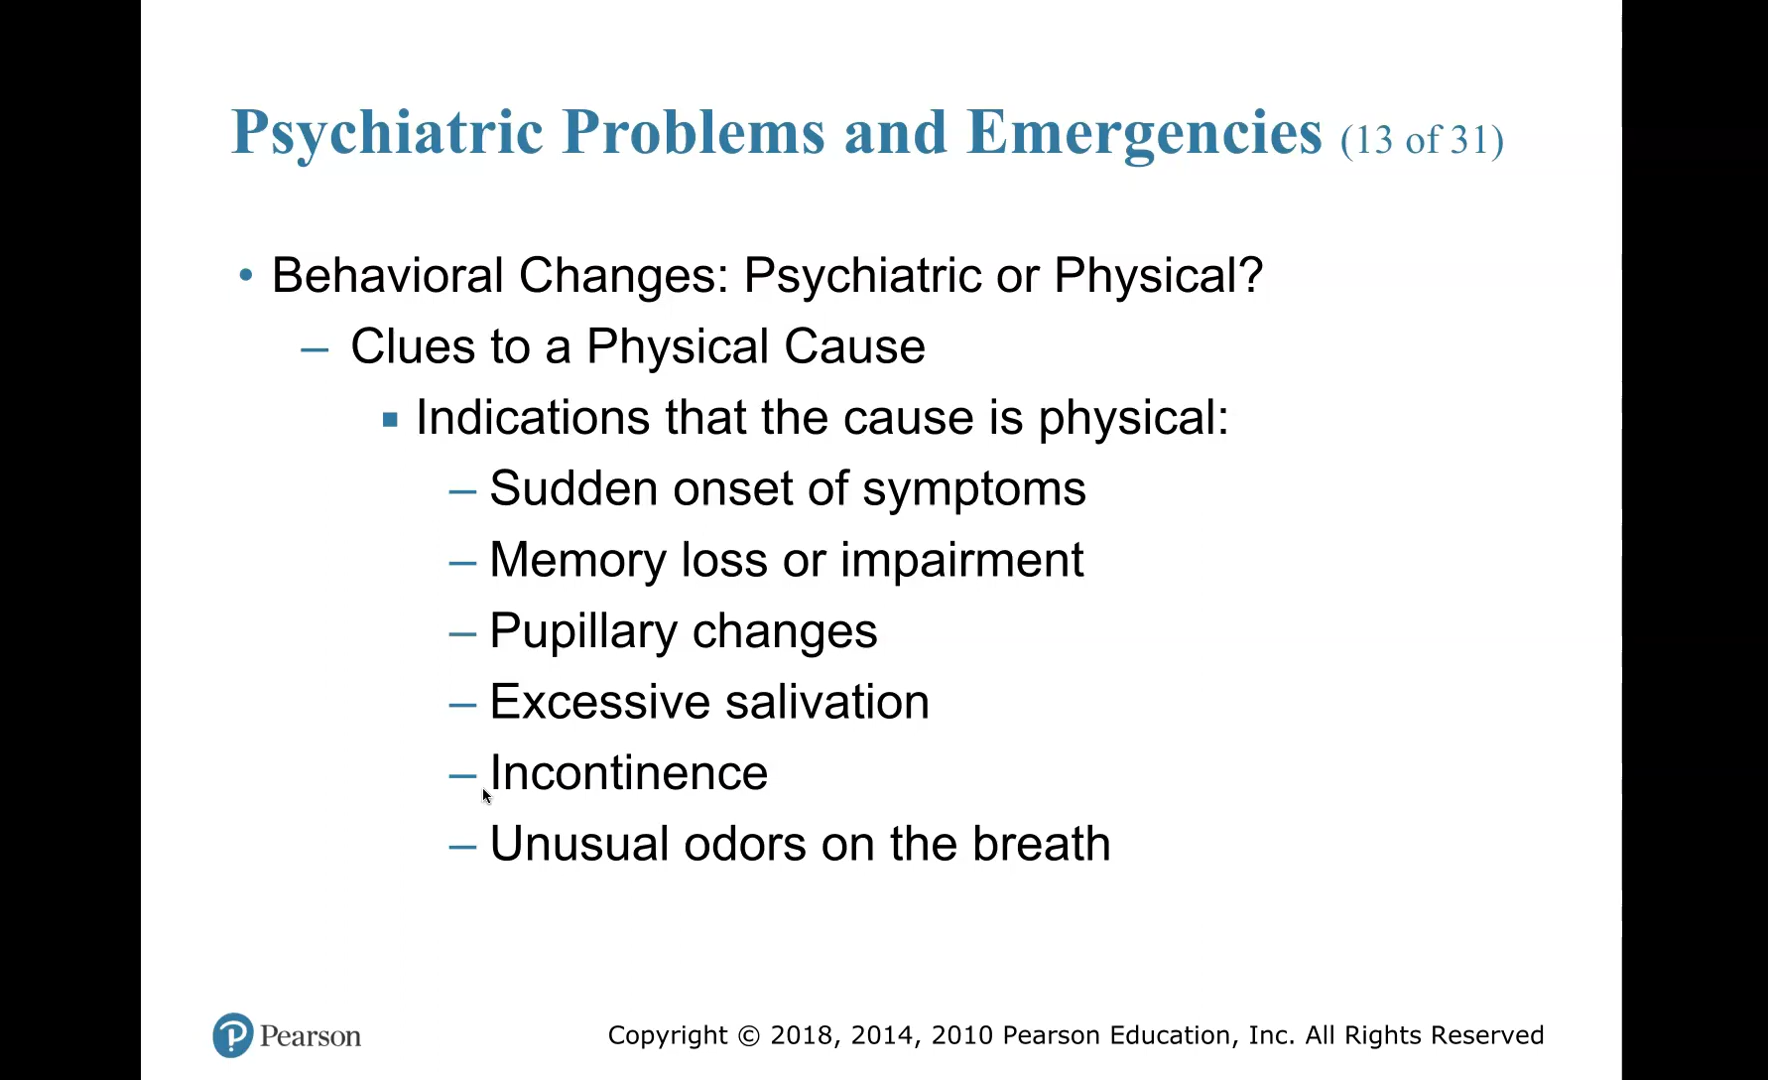 Psychiatric Problems and Emergencies (13 of 31)
• Behavioral Changes: Psychiatric or Physical?
– Clues to a Physical Cause
▪ Indications that the cause is physical:
– Sudden onset of symptoms
– Memory loss or impairment
– Pupillary changes
– Excessive salivation
– Incontinence
– Unusual odors on the breath
P Pearson
Copyright © 2018, 2014, 2010 Pearson Education, Inc. All Rights Reserved